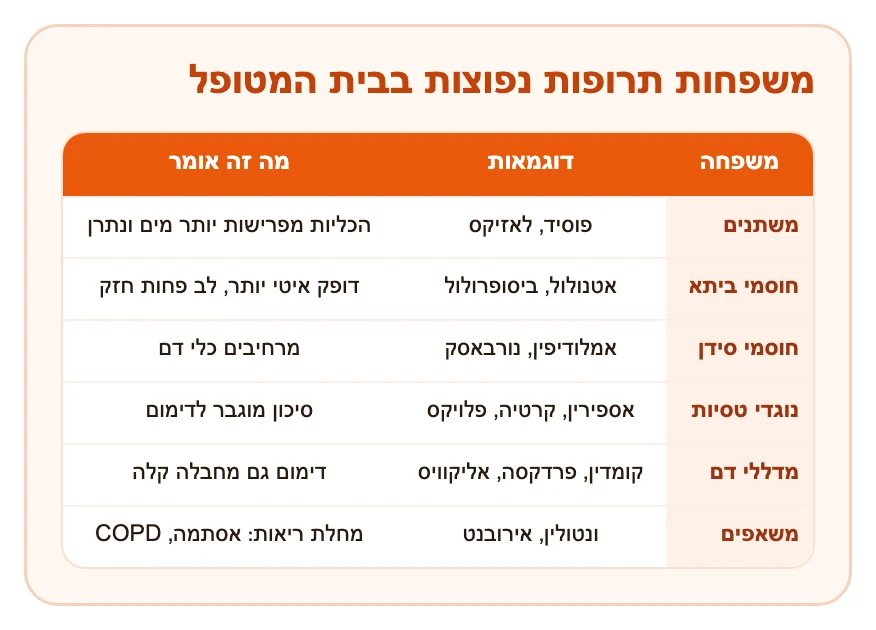 משפחות תרופות נפוצות בבית המטופל
משפחה דוגמאות מה זה אומר
משתנים פוסיד, לאזיקס הכליות מפרישות יותר מים ונתרן
חוסמי ביתא אטנולול, ביסופרולול דופק איטי יותר, לב פחות חזק
חוסמי סידן אמלודיפין, נורבאסק מרחיבים כלי דם
נוגדי טסיות אספירין, קרטיה, פלויקס סיכון מוגבר לדימום
מדללי דם קומדין, פרדקסה, אליקוויס דימום גם מחבלה קלה
משאפים ונטולין, אירובנט מחלת ריאות: אסתמה, COPD